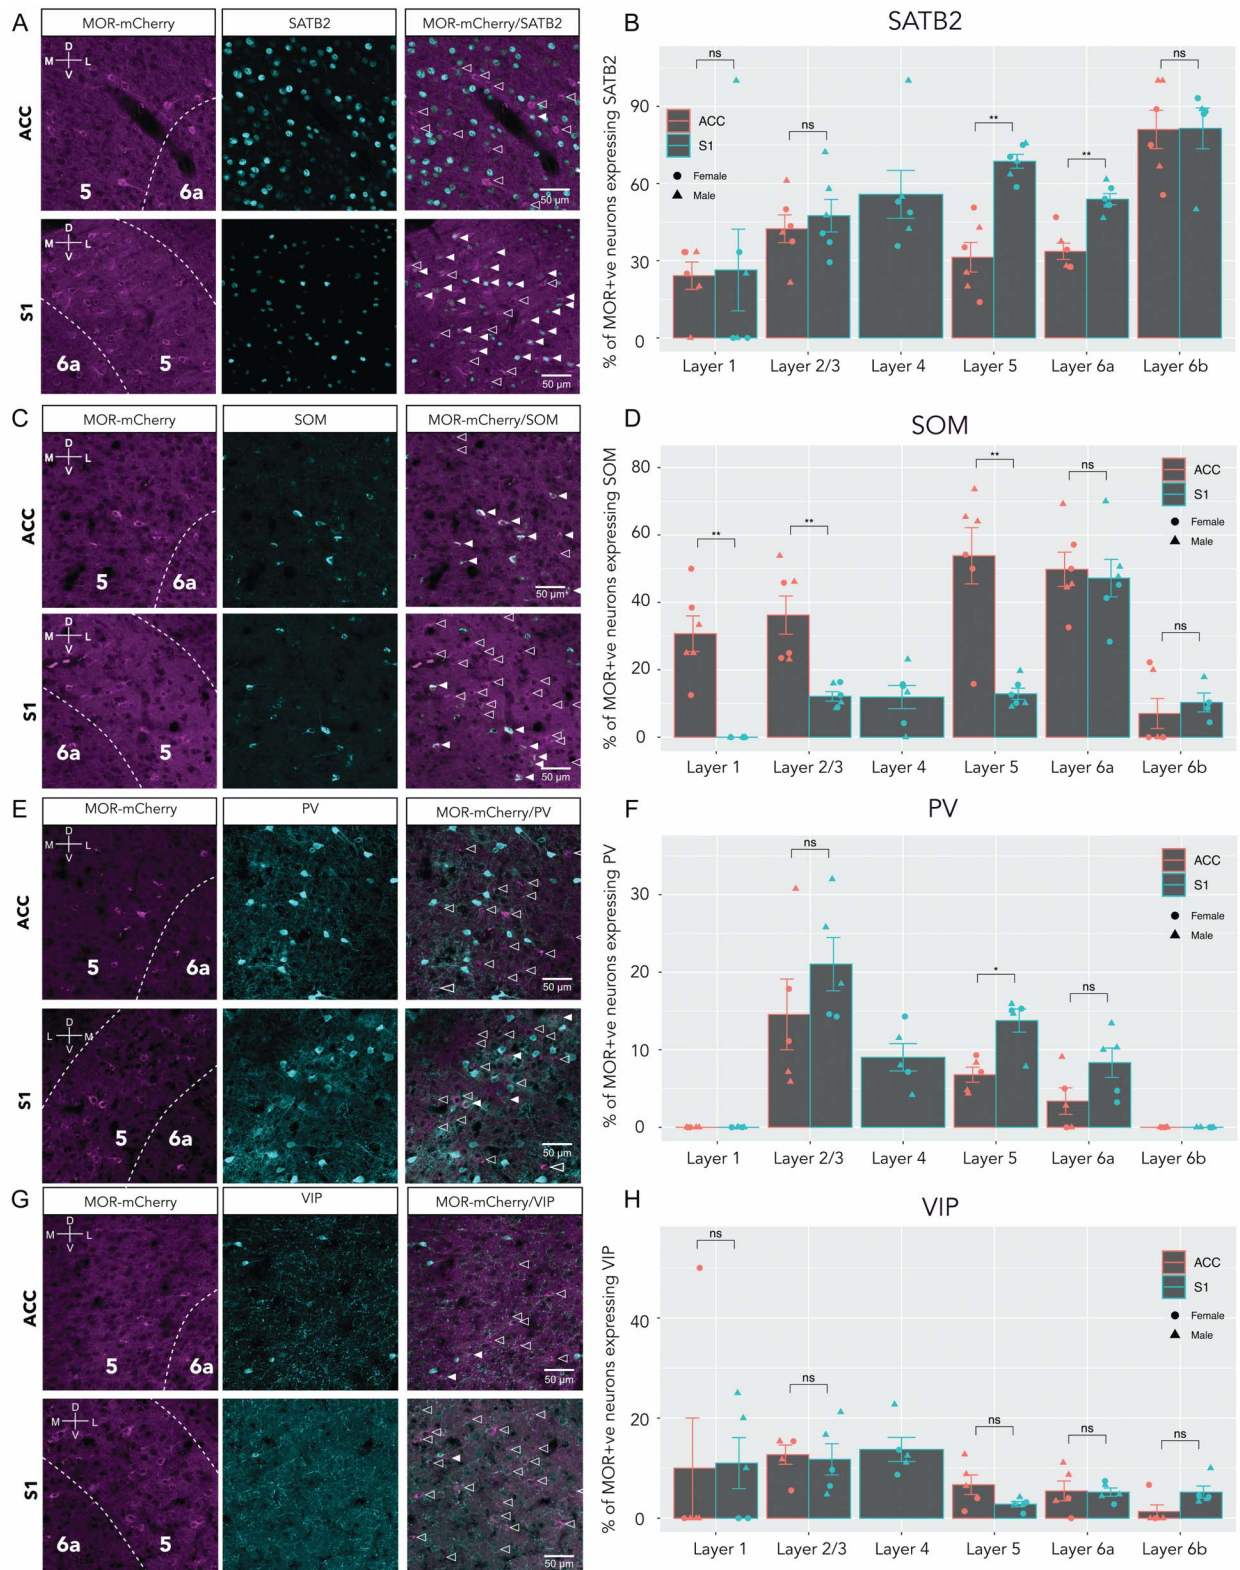 A
MOR-mCherry
SATB2
MOR-mCherry/SATB2
D
M
L
V
ACC
5
6a
50 µm
D
M
L
V
S1
6a
5
50 µm
B
SATB2
% of MOR+ve neurons expressing SATB2
90
60
30
0
ACC
S1
Female
Male
ns
ns
**
**
ns
Layer 1
Layer 2/3
Layer 4
Layer 5
Layer 6a
Layer 6b
C
MOR-mCherry
SOM
MOR-mCherry/SOM
D
M
L
V
ACC
5
6a
50 µm
D
M
L
V
S1
6a
5
50 µm
D
SOM
% of MOR+ve neurons expressing SOM
80
60
40
20
0
**
**
**
ns
ns
ACC
S1
Female
Male
Layer 1
Layer 2/3
Layer 4
Layer 5
Layer 6a
Layer 6b
E
MOR-mCherry
PV
MOR-mCherry/PV
D
M
L
V
ACC
5
6a
50 µm
D
L
M
V
S1
5
6a
50 µm
F
PV
% of MOR+ve neurons expressing PV
30
20
10
0
ns
*
ns
ACC
S1
Female
Male
Layer 1
Layer 2/3
Layer 4
Layer 5
Layer 6a
Layer 6b
G
MOR-mCherry
VIP
MOR-mCherry/VIP
D
M
L
V
ACC
5
6a
50 µm
D
M
L
V
S1
6a
5
50 µm
H
VIP
% of MOR+ve neurons expressing VIP
40
20
0
ns
ns
ns
ns
ns
ACC
S1
Female
Male
Layer 1
Layer 2/3
Layer 4
Layer 5
Layer 6a
Layer 6b